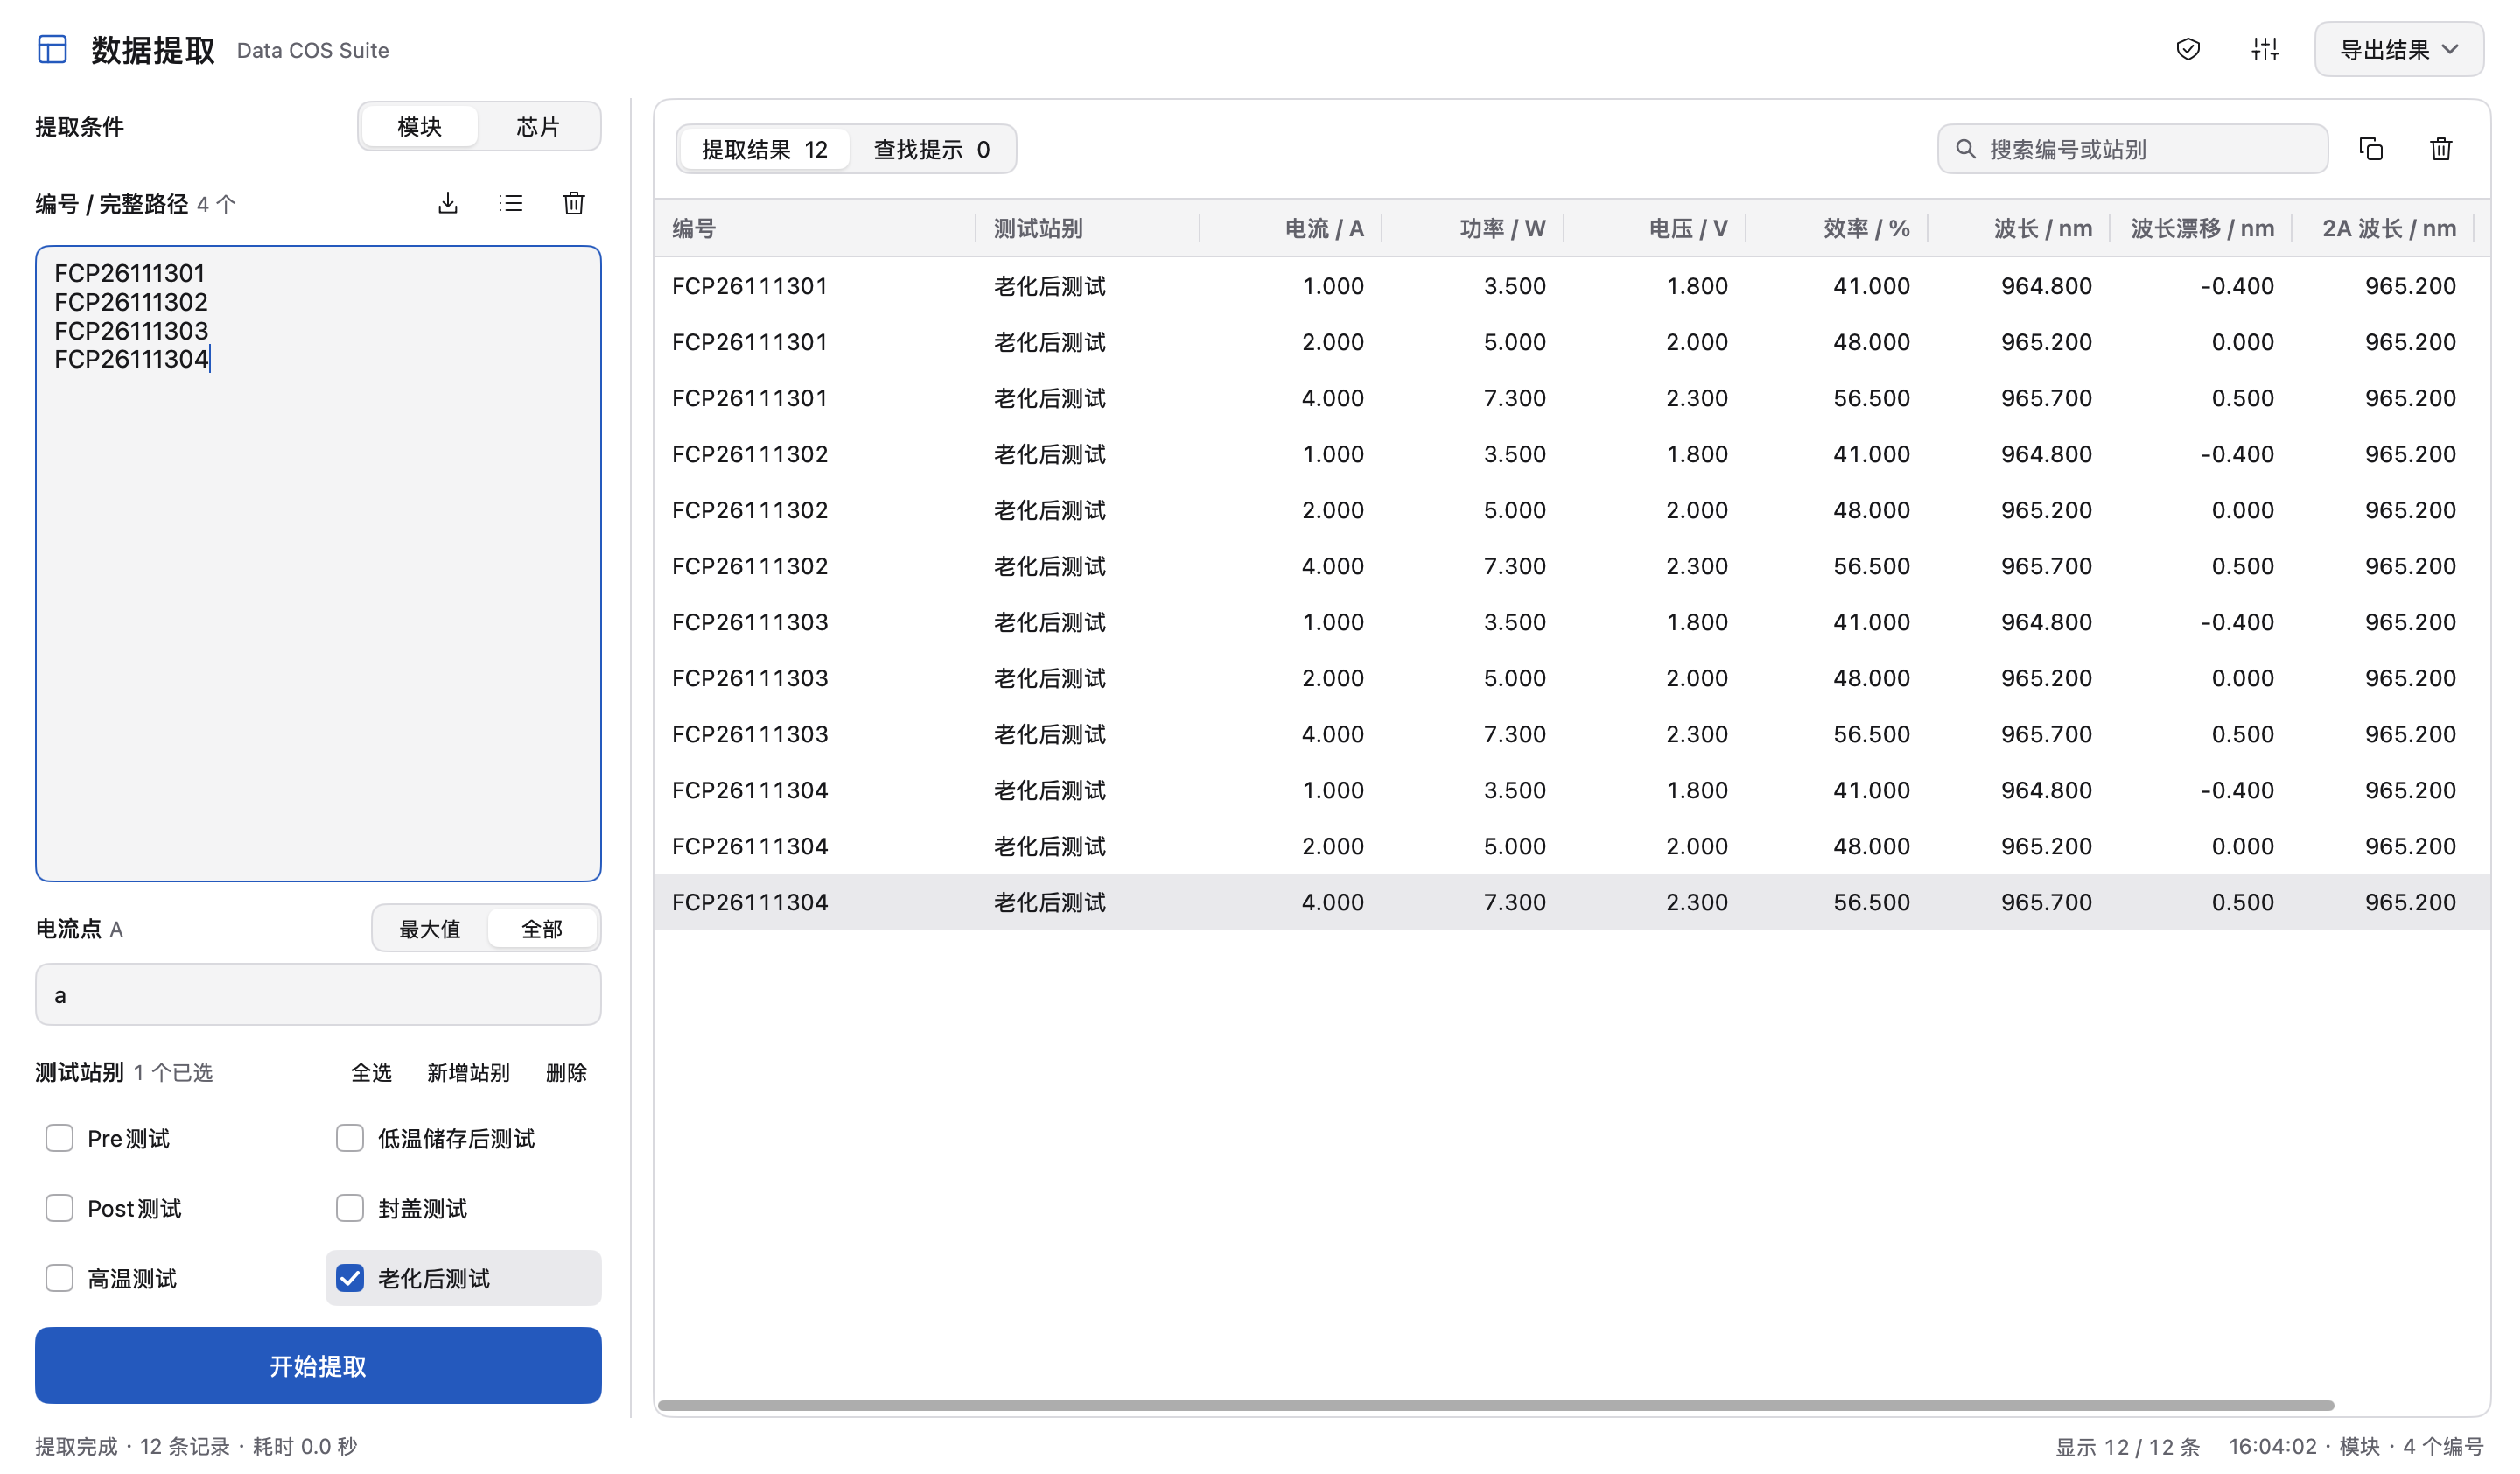 数据提取 Data COS Suite
导出结果
提取条件 模块 芯片
编号 / 完整路径 4 个
FCP26111301
FCP26111302
FCP26111303
FCP26111304
电流点 A 最大值 全部
a
测试站别 1 个已选 全选 新增站别 删除
Pre测试 低温储存后测试
Post测试 封盖测试
高温测试 老化后测试
开始提取
提取完成 · 12 条记录 · 耗时 0.0 秒
提取结果 12 查找提示 0 搜索编号或站别
编号 测试站别 电流 / A 功率 / W 电压 / V 效率 / % 波长 / nm 波长漂移 / nm 2A 波长 / nm
FCP26111301 老化后测试 1.000 3.500 1.800 41.000 964.800 -0.400 965.200
FCP26111301 老化后测试 2.000 5.000 2.000 48.000 965.200 0.000 965.200
FCP26111301 老化后测试 4.000 7.300 2.300 56.500 965.700 0.500 965.200
FCP26111302 老化后测试 1.000 3.500 1.800 41.000 964.800 -0.400 965.200
FCP26111302 老化后测试 2.000 5.000 2.000 48.000 965.200 0.000 965.200
FCP26111302 老化后测试 4.000 7.300 2.300 56.500 965.700 0.500 965.200
FCP26111303 老化后测试 1.000 3.500 1.800 41.000 964.800 -0.400 965.200
FCP26111303 老化后测试 2.000 5.000 2.000 48.000 965.200 0.000 965.200
FCP26111303 老化后测试 4.000 7.300 2.300 56.500 965.700 0.500 965.200
FCP26111304 老化后测试 1.000 3.500 1.800 41.000 964.800 -0.400 965.200
FCP26111304 老化后测试 2.000 5.000 2.000 48.000 965.200 0.000 965.200
FCP26111304 老化后测试 4.000 7.300 2.300 56.500 965.700 0.500 965.200
显示 12 / 12 条 16:04:02 · 模块 · 4 个编号